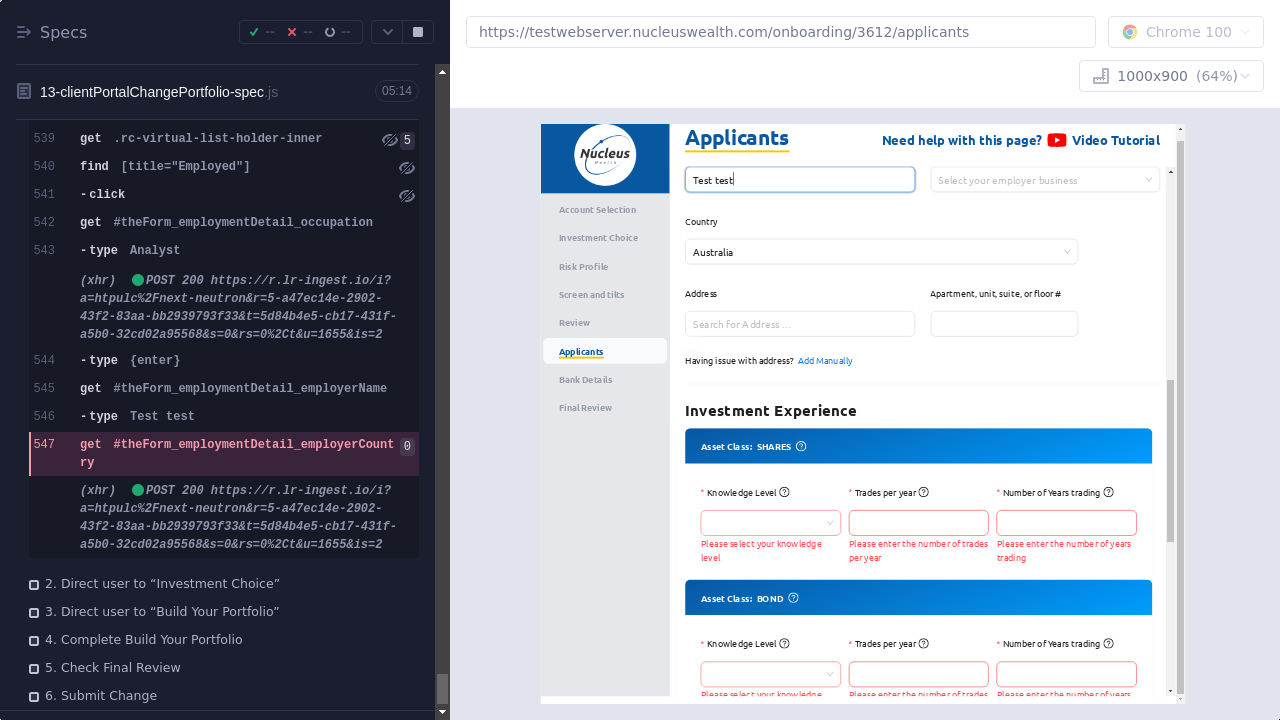 Specs
--
--
--
https://testwebserver.nucleuswealth.com/onboarding/3612/applicants
Chrome 100
1000x900 (64%)
13-clientPortalChangePortfolio-spec.js
05:14
539 get .rc-virtual-list-holder-inner 5
540 find [title="Employed"]
541 -click
542 get #theForm_employmentDetail_occupation
543 -type Analyst
(xhr) POST 200 https://r.lr-ingest.io/i?
a=htpulc%2Fnext-neutron&r=5-a47ec14e-2902-
43f2-83aa-bb2939793f33&t=5d84b4e5-cb17-431f-
a5b0-32cd02a95568&s=0&rs=0%2Ct&u=1655&is=2
544 -type {enter}
545 get #theForm_employmentDetail_employerName
546 -type Test test
547 get #theForm_employmentDetail_employerCount
ry
0
(xhr) POST 200 https://r.lr-ingest.io/i?
a=htpulc%2Fnext-neutron&r=5-a47ec14e-2902-
43f2-83aa-bb2939793f33&t=5d84b4e5-cb17-431f-
a5b0-32cd02a95568&s=0&rs=0%2Ct&u=1655&is=2
2. Direct user to “Investment Choice”
3. Direct user to “Build Your Portfolio”
4. Complete Build Your Portfolio
5. Check Final Review
6. Submit Change
Nucleus
Wealth
Account Selection
Investment Choice
Risk Profile
Screen and tilts
Review
Applicants
Bank Details
Final Review
Applicants
Need help with this page? Video Tutorial
Test test
Select your employer business
Country
Australia
Address
Apartment, unit, suite, or floor #
Search for Address ...
Having issue with address? Add Manually
Investment Experience
Asset Class: SHARES
* Knowledge Level
* Trades per year
* Number of Years trading
Please select your knowledge
level
Please enter the number of trades
per year
Please enter the number of years
trading
Asset Class: BOND
* Knowledge Level
* Trades per year
* Number of Years trading
Please select your knowledge
Please enter the number of trades
Please enter the number of years